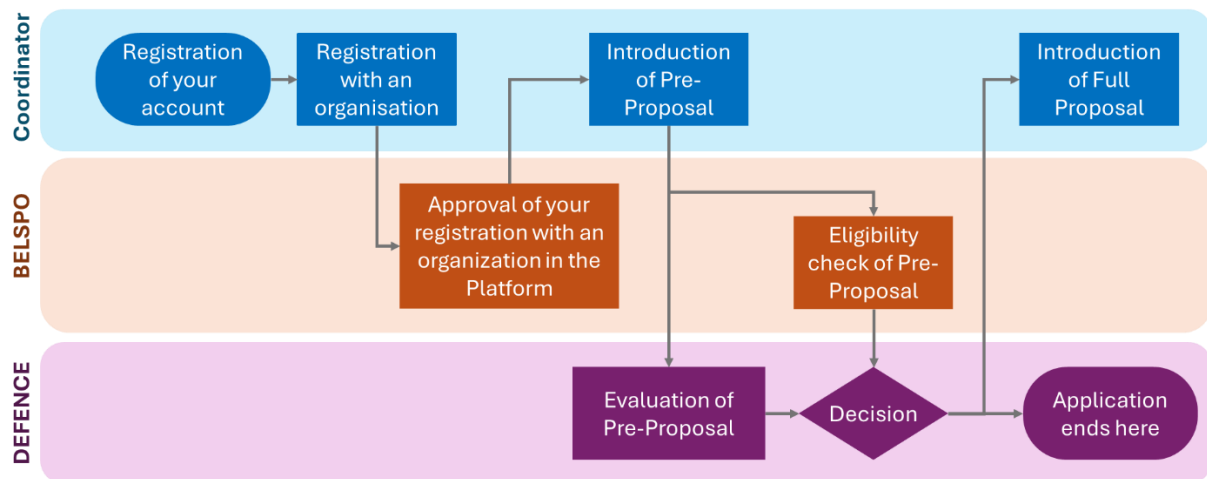 Coordinator
Registration
of your
account
Registration
with an
organisation
Introduction
of Pre-
Proposal
Introduction
of Full
Proposal
BELSPO
Approval of your
registration with an
organization in the
Platform
Eligibility
check of Pre-
Proposal
DEFENCE
Evaluation of
Pre-Proposal
Decision
Application
ends here